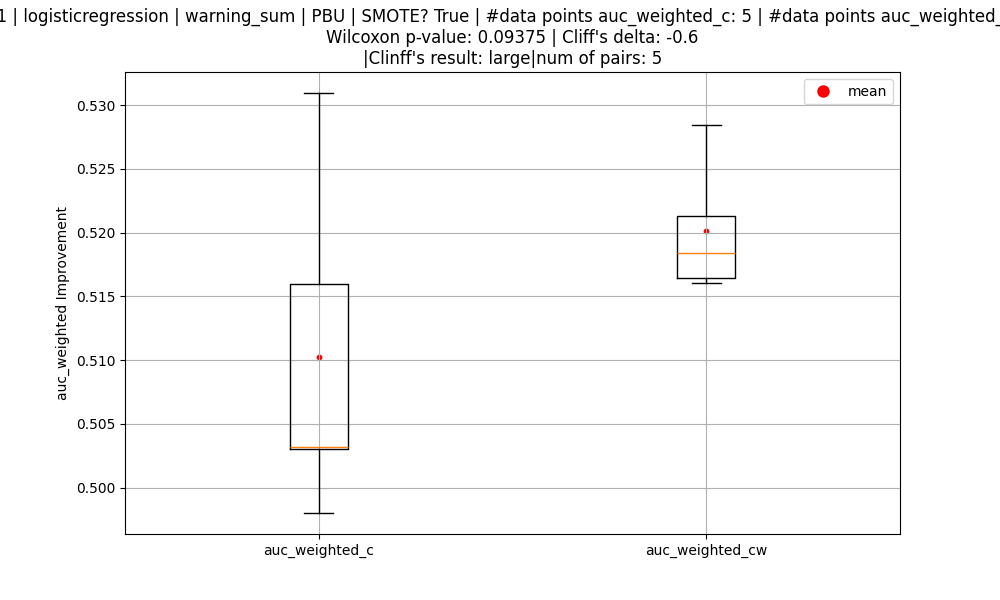 1 | logisticregression | warning_sum | PBU | SMOTE? True | #data points auc_weighted_c: 5 | #data points auc_weighted_
Wilcoxon p-value: 0.09375 | Cliff's delta: -0.6
|Clinff's result: large|num of pairs: 5
mean
0.530
0.525
0.520
0.515
0.510
0.505
0.500
auc_weighted Improvement
auc_weighted_c
auc_weighted_cw